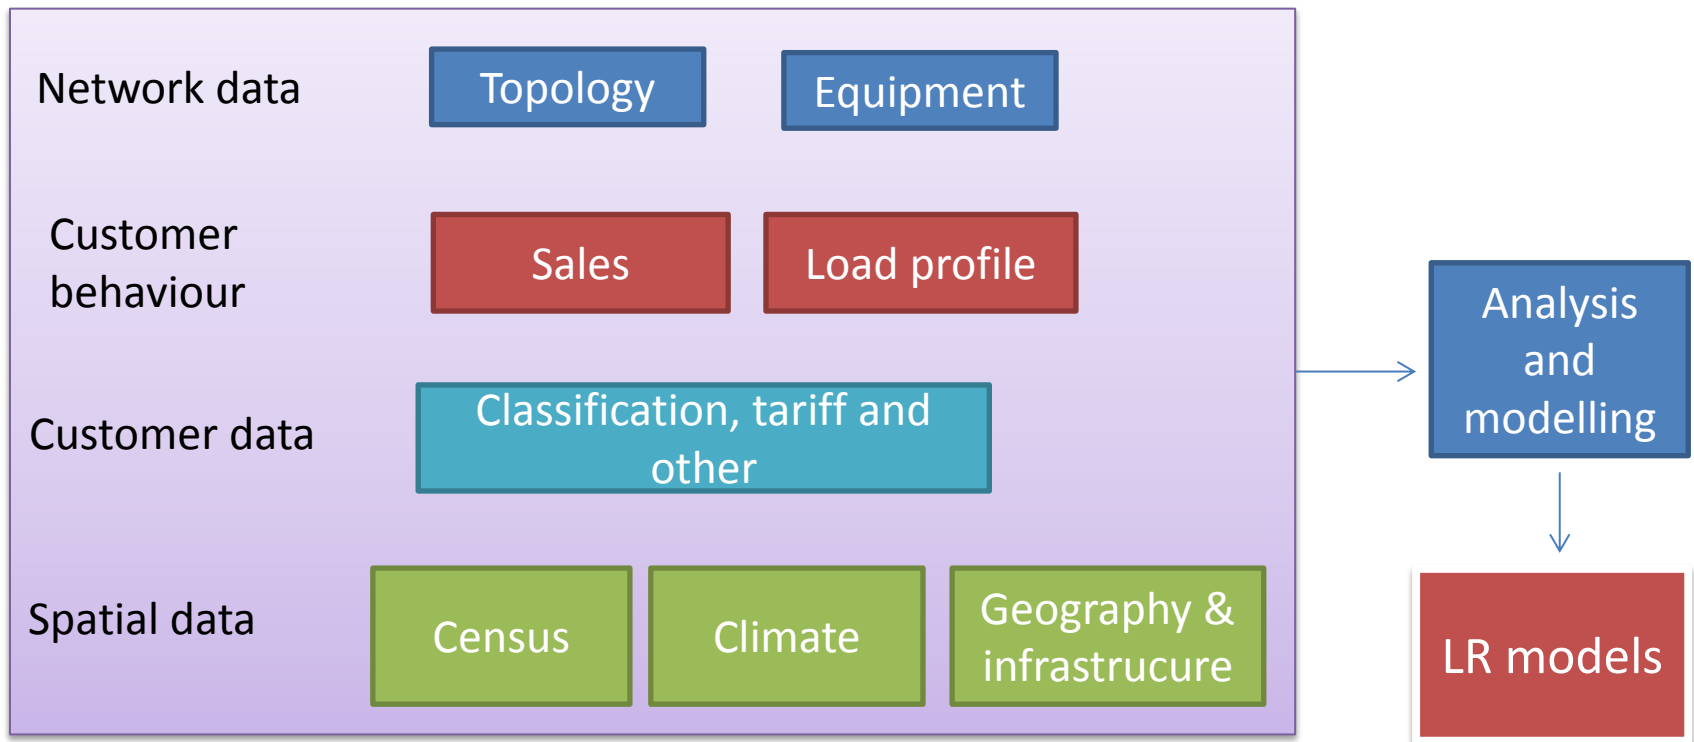 Network data
Topology
Equipment
Customer
behaviour
Sales
Load profile
Customer data
Classification, tariff and
other
Spatial data
Census
Climate
Geography &
infrastrucure
Analysis
and
modelling
LR models